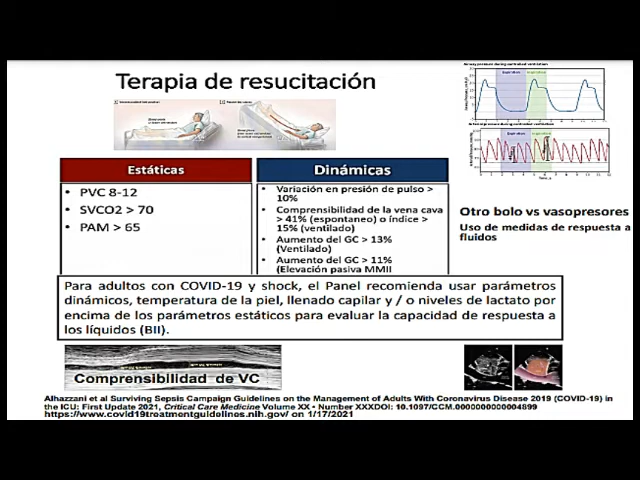 Terapia de resucitación
Estáticas
• PVC 8-12
• SVCO2 > 70
• PAM > 65
Dinámicas
• Variación en presión de pulso > 10%
• Comprensibilidad de la vena cava > 41% (espontaneo) o índice > 15% (ventilado)
• Aumento del GC > 13% (Ventilado)
• Aumento del GC > 11% (Elevación pasiva MMII
Otro bolo vs vasopresores
Uso de medidas de respuesta a fluidos
Para adultos con COVID-19 y shock, el Panel recomienda usar parámetros
dinámicos, temperatura de la piel, llenado capilar y / o niveles de lactato por
encima de los parámetros estáticos para evaluar la capacidad de respuesta a
los líquidos (BII).
Comprensibilidad de VC
Alhazzani et al Surviving Sepsis Campaign Guidelines on the Management of Adults With Coronavirus Disease 2019 (COVID-19) in
the ICU: First Update 2021, Critical Care Medicine Volume XX • Number XXXDOI: 10.1097/CCM.0000000000004899
https://www.covid19treatmentguidelines.nih.gov/ on 1/17/2021